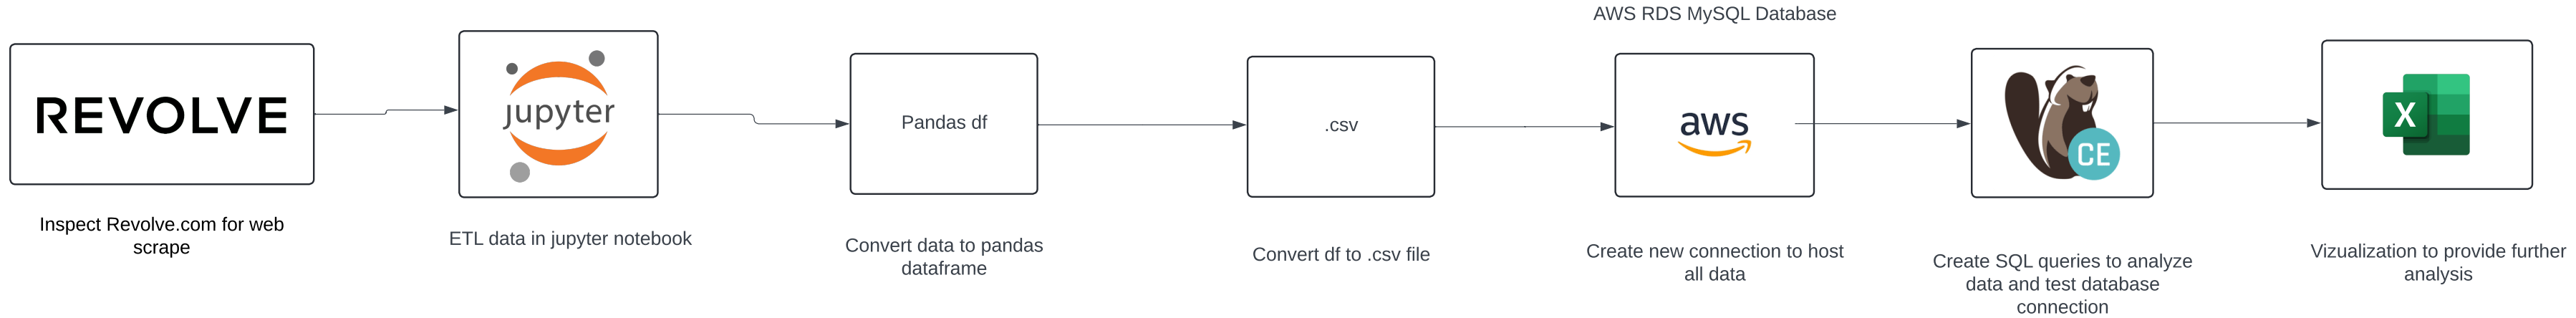 AWS RDS MySQL Database
REVOLVE
jupyter
Pandas df
.csv
aws
CE
X
Inspect Revolve.com for web
scrape
ETL data in jupyter notebook
Convert data to pandas
dataframe
Convert df to .csv file
Create new connection to host
all data
Create SQL queries to analyze
data and test database
connection
Vizualization to provide further
analysis